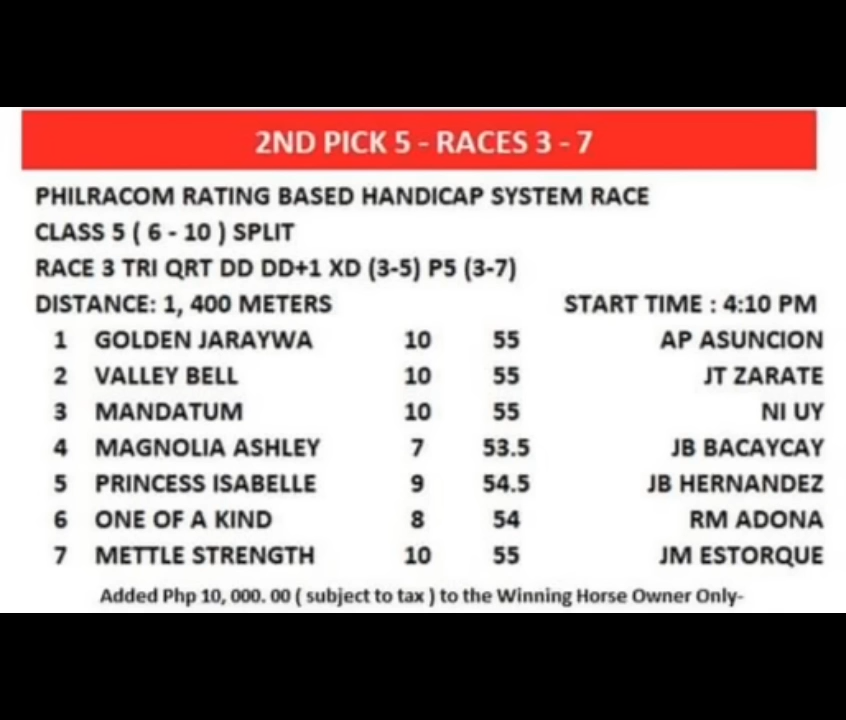 2ND PICK 5 - RACES 3 - 7
PHILRACOM RATING BASED HANDICAP SYSTEM RACE
CLASS 5 ( 6 - 10 ) SPLIT
RACE 3 TRI QRT DD DD+1 XD (3-5) P5 (3-7)
DISTANCE: 1, 400 METERS START TIME : 4:10 PM
1 GOLDEN JARAYWA 10 55 AP ASUNCION
2 VALLEY BELL 10 55 JT ZARATE
3 MANDATUM 10 55 NI UY
4 MAGNOLIA ASHLEY 7 53.5 JB BACAYCAY
5 PRINCESS ISABELLE 9 54.5 JB HERNANDEZ
6 ONE OF A KIND 8 54 RM ADONA
7 METTLE STRENGTH 10 55 JM ESTORQUE
Added Php 10, 000. 00 ( subject to tax ) to the Winning Horse Owner Only-